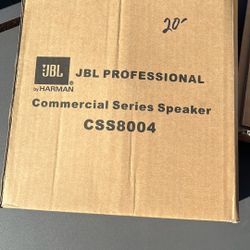 20"
JBL
by HARMAN
JBL PROFESSIONAL
Commercial Series Speaker
CSS8004